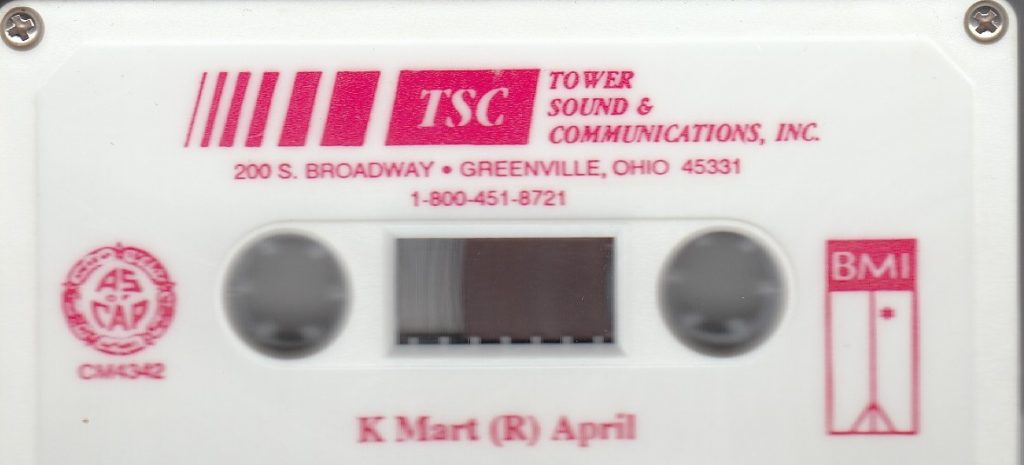 TSC
TOWER
SOUND &
COMMUNICATIONS, INC.
200 S. BROADWAY • GREENVILLE, OHIO 45331
1-800-451-8721
AS
OF
CAP
CM4342
BMI
K Mart (R) April